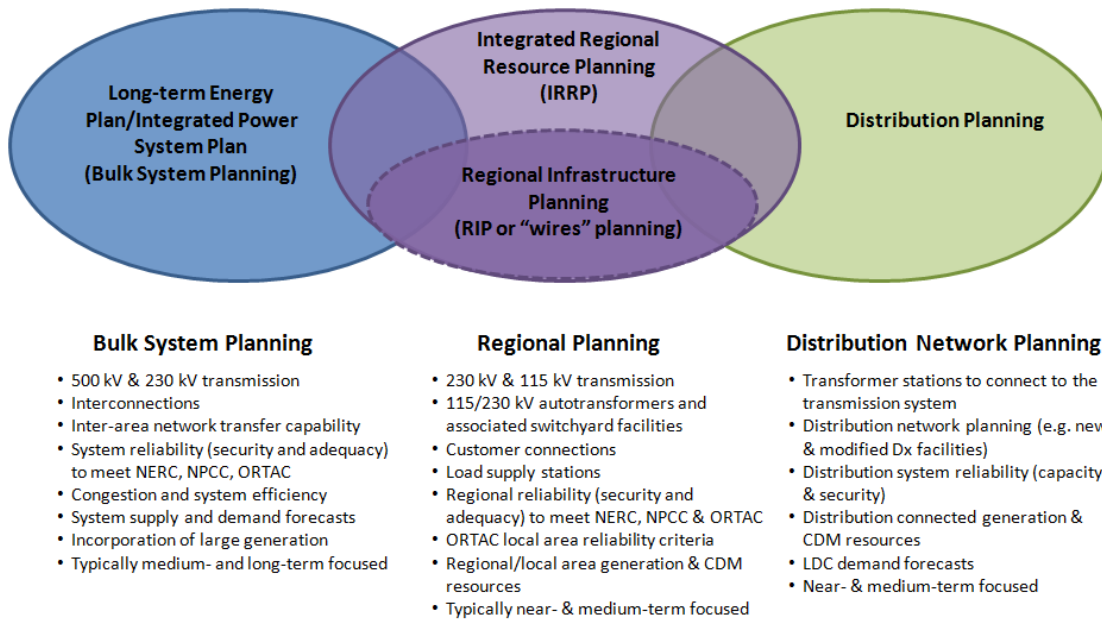 Long-term Energy
Plan/Integrated Power
System Plan
(Bulk System Planning)
Integrated Regional
Resource Planning
(IRRP)
Regional Infrastructure
Planning
(RIP or “wires” planning)
Distribution Planning
Bulk System Planning
• 500 kV & 230 kV transmission
• Interconnections
• Inter-area network transfer capability
• System reliability (security and adequacy)
to meet NERC, NPCC, ORTAC
• Congestion and system efficiency
• System supply and demand forecasts
• Incorporation of large generation
• Typically medium- and long-term focused
Regional Planning
• 230 kV & 115 kV transmission
• 115/230 kV autotransformers and
associated switchyard facilities
• Customer connections
• Load supply stations
• Regional reliability (security and
adequacy) to meet NERC, NPCC & ORTAC
• ORTAC local area reliability criteria
• Regional/local area generation & CDM
resources
• Typically near- & medium-term focused
Distribution Network Planning
• Transformer stations to connect to the
transmission system
• Distribution network planning (e.g. new
& modified Dx facilities)
• Distribution system reliability (capacity
& security)
• Distribution connected generation &
CDM resources
• LDC demand forecasts
• Near- & medium-term focused